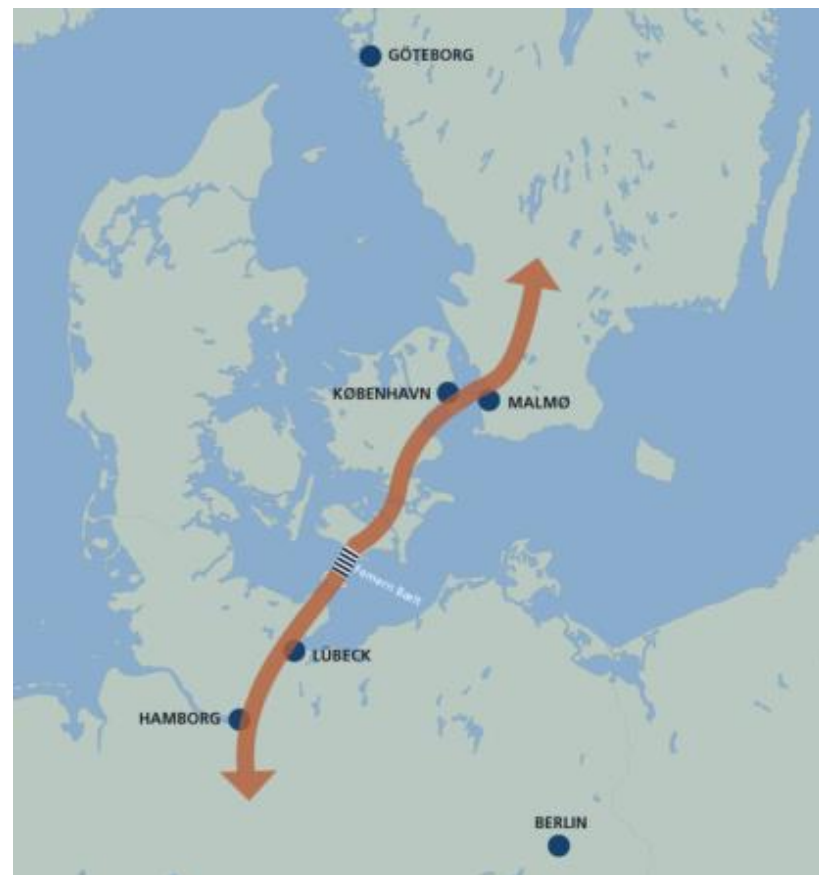 GÖTEBORG
KØBENHAVN
MALMØ
Femern Bælt
LÜBECK
HAMBORG
BERLIN